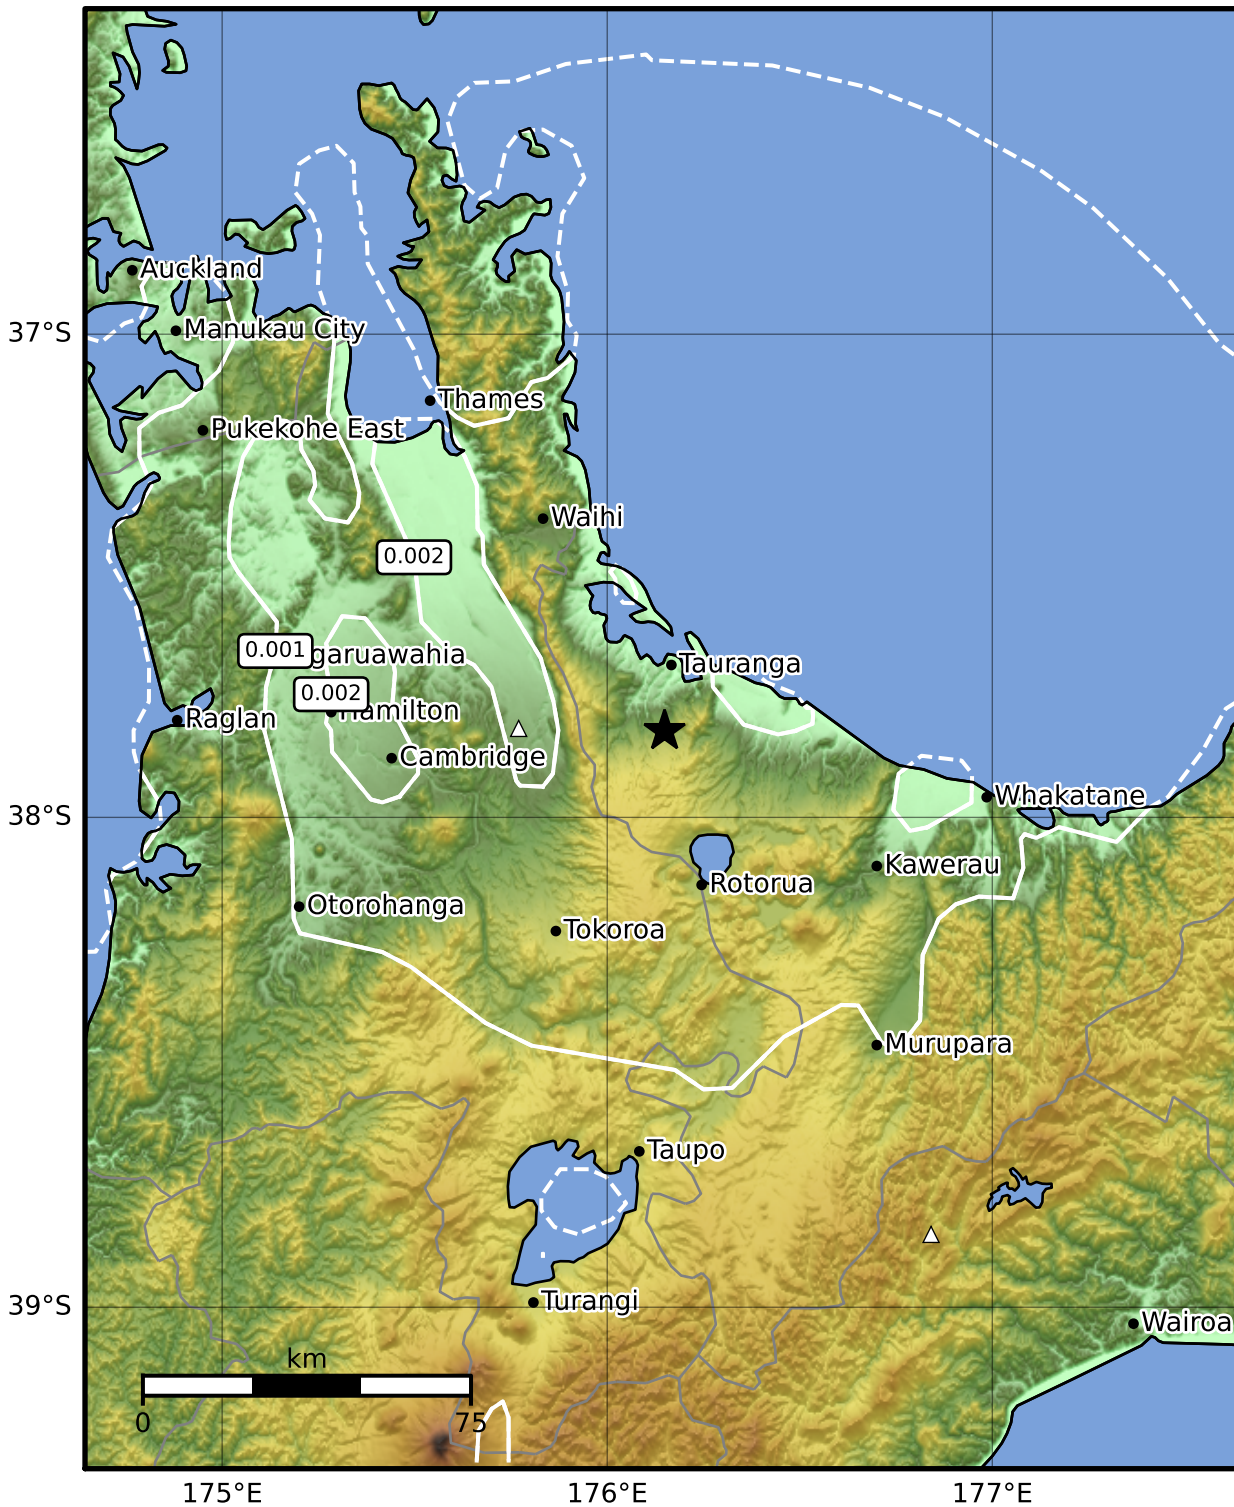 Auckland
Manukau City
37°S
Thames
Pukekohe East
Waihi
0.002
0.001
garuawahia
Tauranga
0.002
Hamilton
Raglan
Cambridge
Whakatane
38°S
Kawerau
Rotorua
Otorohanga
Tokoroa
Murupara
Taupo
Turangi
39°S
Wairoa
km
0
75
175°E
176°E
177°E